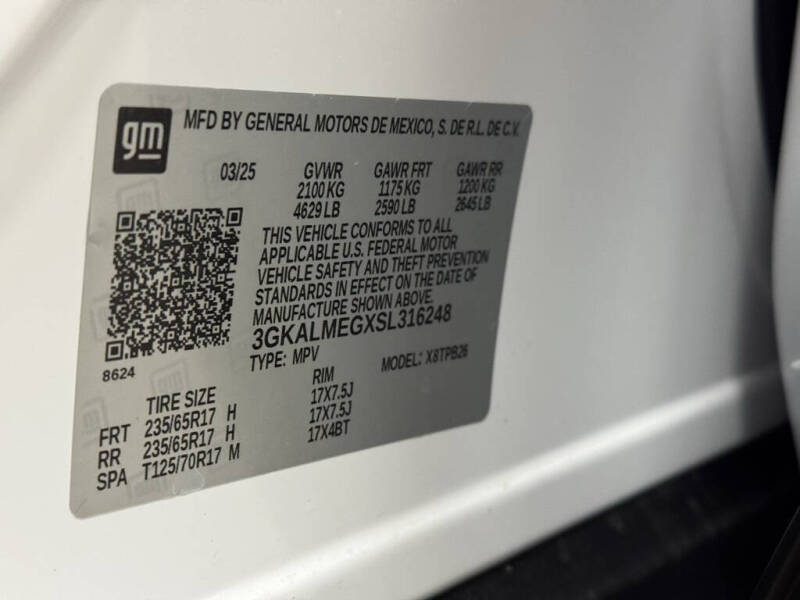 gm
MFD BY GENERAL MOTORS DE MEXICO, S. DE R.L. DE C.V.
03/25 GVWR GAWR FRT GAWR RR
2100 KG 1175 KG 1200 KG
4629 LB 2590 LB 2645 LB
THIS VEHICLE CONFORMS TO ALL
APPLICABLE U.S. FEDERAL MOTOR
VEHICLE SAFETY AND THEFT PREVENTION
STANDARDS IN EFFECT ON THE DATE OF
MANUFACTURE SHOWN ABOVE.
3GKALMEGXSL316248
TYPE: MPV MODEL: X8TPB26
8624
TIRE SIZE RIM
FRT 235/65R17 H 17X7.5J
RR 235/65R17 H 17X7.5J
SPA T125/70R17 M 17X4BT